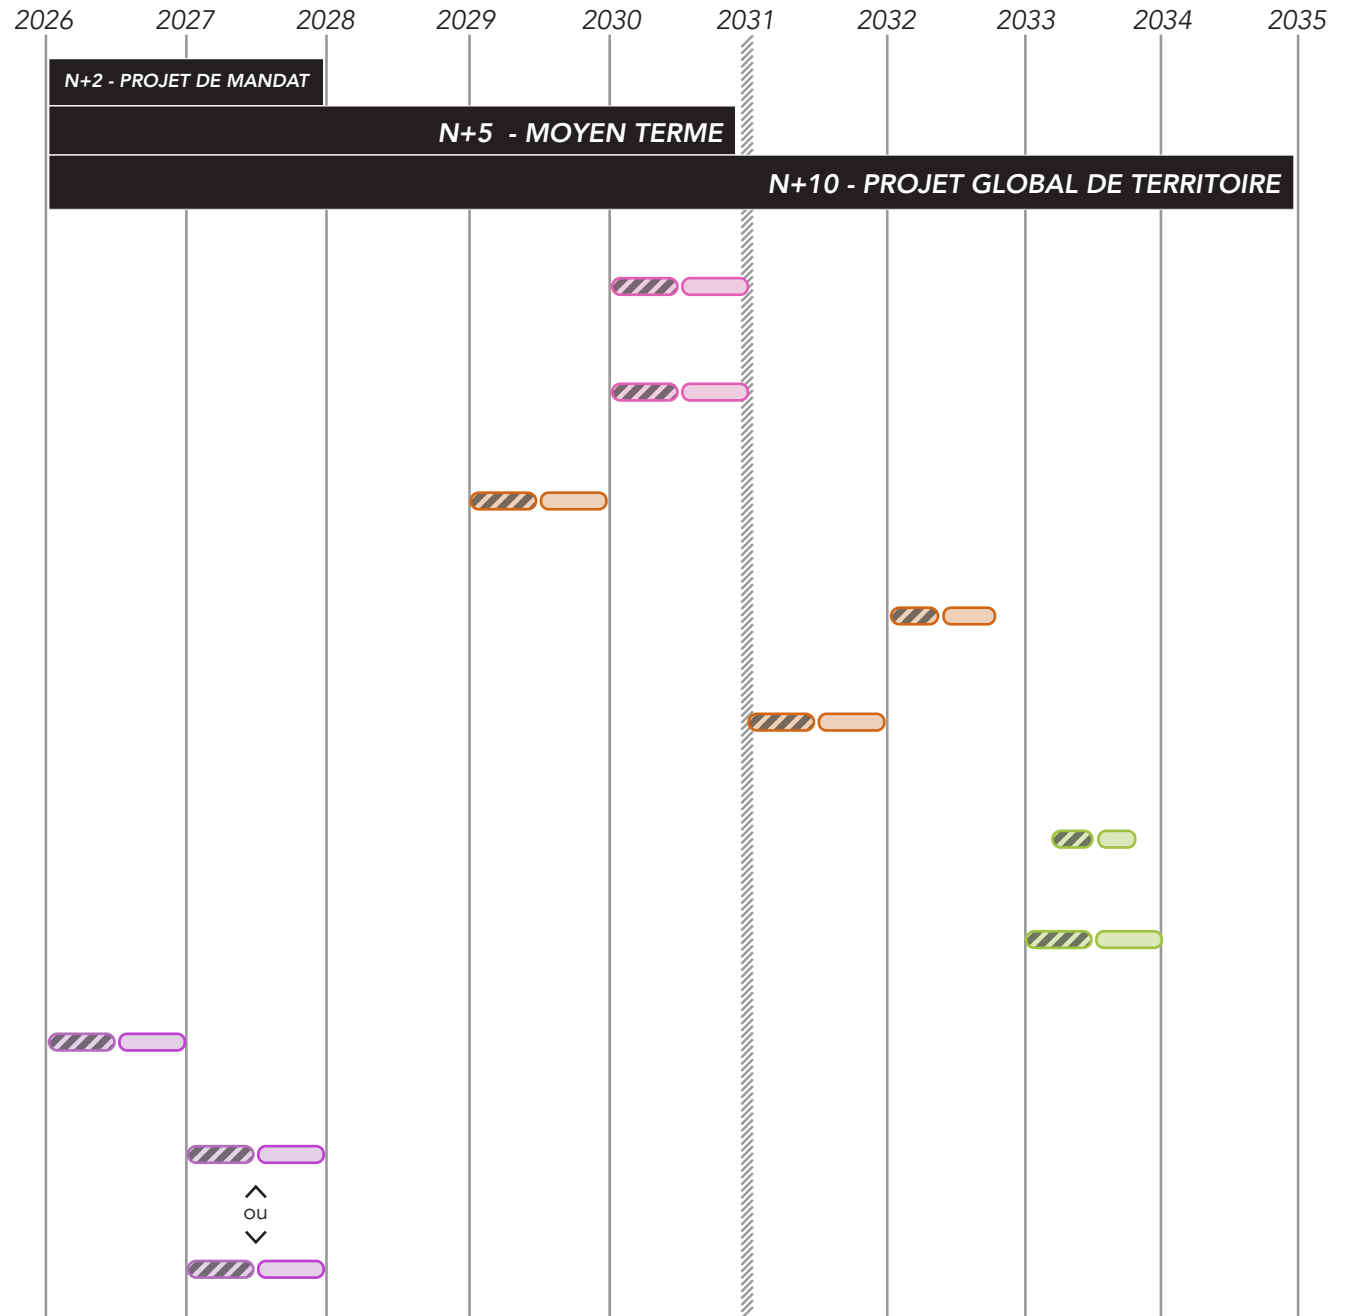 2026 2027 2028 2029 2030 2031 2032 2033 2034 2035
N+2 - PROJET DE MANDAT
N+5 - MOYEN TERME
N+10 - PROJET GLOBAL DE TERRITOIRE
ou